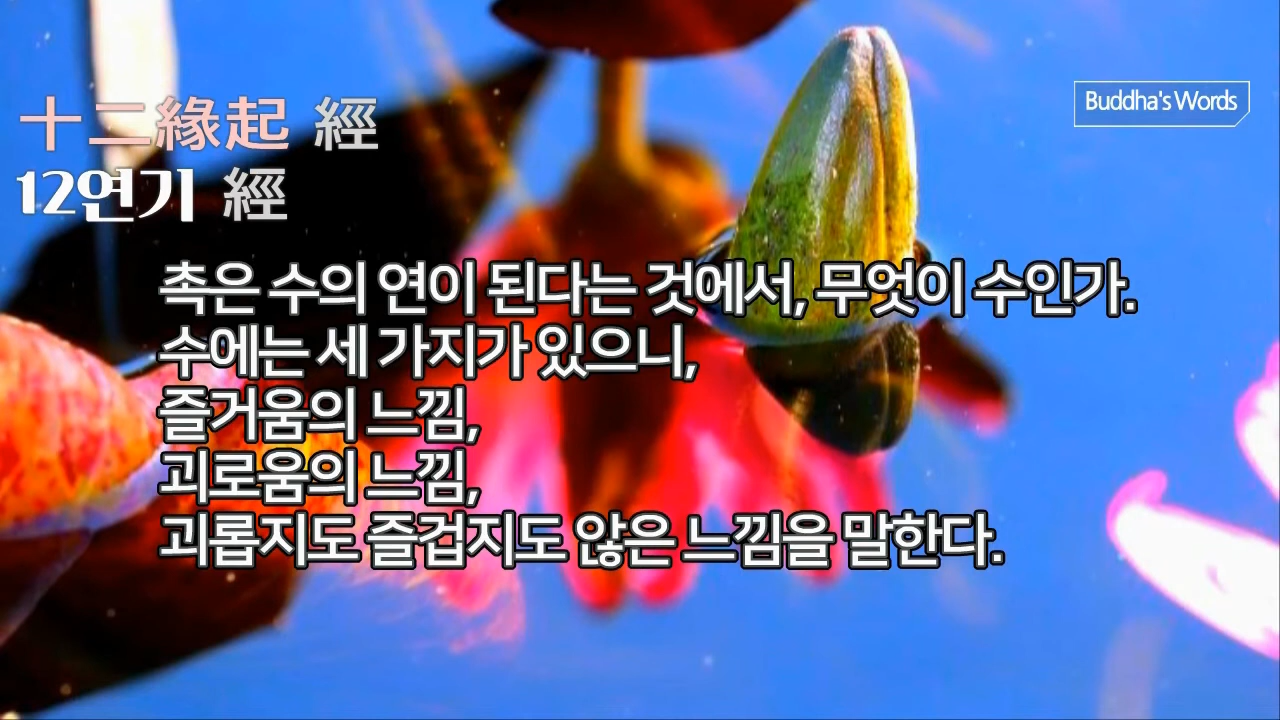 十二緣起 經
12연기 經
Buddha's Words
촉은 수의 연이 된다는 것에서, 무엇이 수인가.
수에는 세 가지가 있으니,
즐거움의 느낌,
괴로움의 느낌,
괴롭지도 즐겁지도 않은 느낌을 말한다.